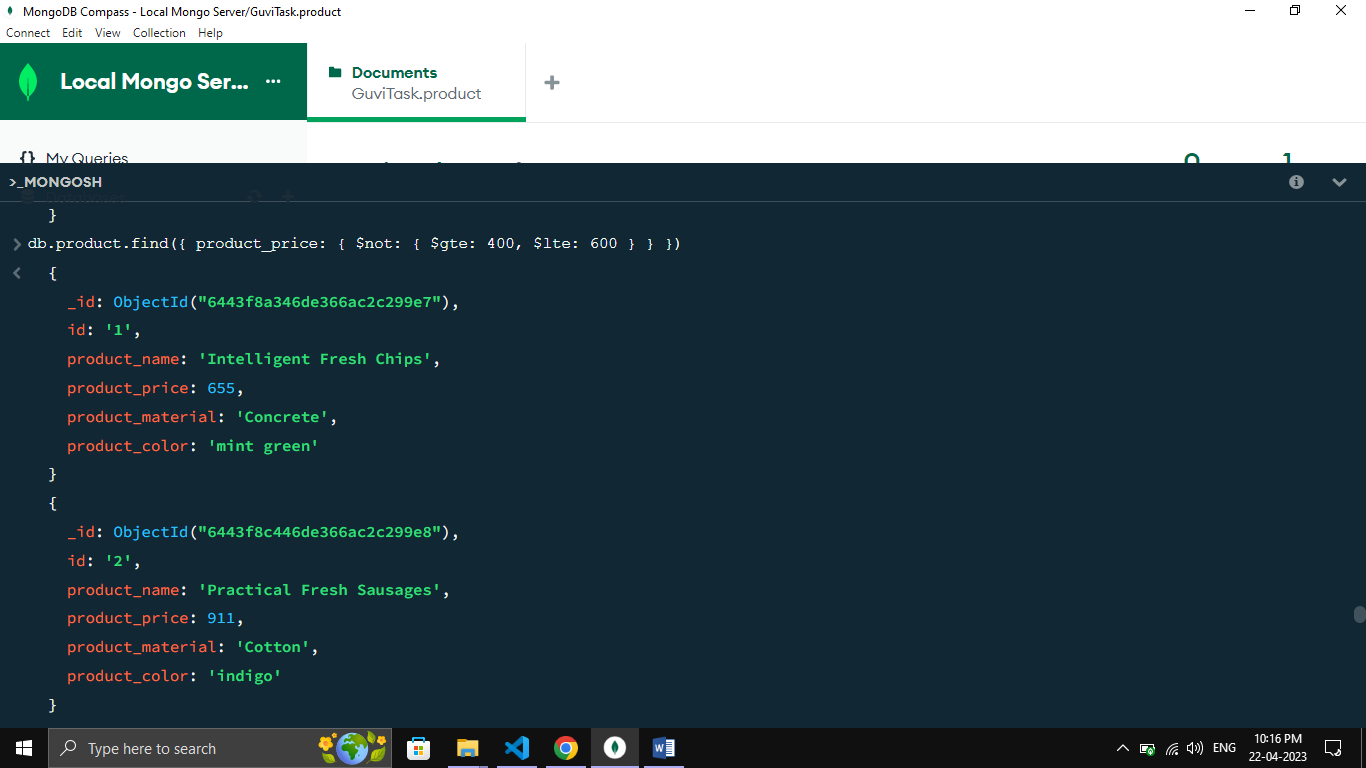 MongoDB Compass - Local Mongo Server/GuviTask.product
Connect Edit View Collection Help
Local Mongo Ser... ...
Documents
GuviTask.product
{} My Queries
>_MONGOSH
}
> db.product.find({ product_price: { $not: { $gte: 400, $lte: 600 } } })
< {
_id: ObjectId("6443f8a346de366ac2c299e7"),
id: '1',
product_name: 'Intelligent Fresh Chips',
product_price: 655,
product_material: 'Concrete',
product_color: 'mint green'
}
{
_id: ObjectId("6443f8c446de366ac2c299e8"),
id: '2',
product_name: 'Practical Fresh Sausages',
product_price: 911,
product_material: 'Cotton',
product_color: 'indigo'
}
Type here to search
ENG
10:16 PM
22-04-2023